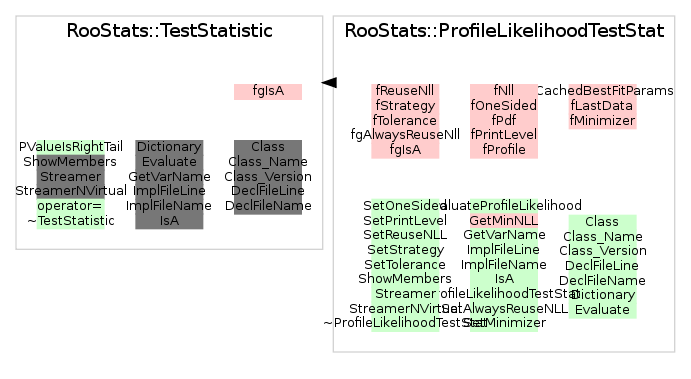 RooStats::TestStatistic
fgIsA
PValueIsRightTail
ShowMembers
Streamer
StreamerNVirtual
operator=
~TestStatistic
Dictionary
Evaluate
GetVarName
ImplFileLine
ImplFileName
IsA
Class
Class_Name
Class_Version
DeclFileLine
DeclFileName
RooStats::ProfileLikelihoodTestStat
fReuseNll
fStrategy
fTolerance
fgAlwaysReuseNll
fgIsA
fNll
fOneSided
fPdf
fPrintLevel
fProfile
CachedBestFitParams
fLastData
fMinimizer
SetOneSided
SetPrintLevel
SetReuseNLL
SetStrategy
SetTolerance
ShowMembers
Streamer
StreamerNVirtual
~ProfileLikelihoodTestStat
aluateProfileLikelihood
GetMinNLL
GetVarName
ImplFileLine
ImplFileName
IsA
ofileLikelihoodTestStat
SetAlwaysReuseNLL
SetMinimizer
Class
Class_Name
Class_Version
DeclFileLine
DeclFileName
Dictionary
Evaluate